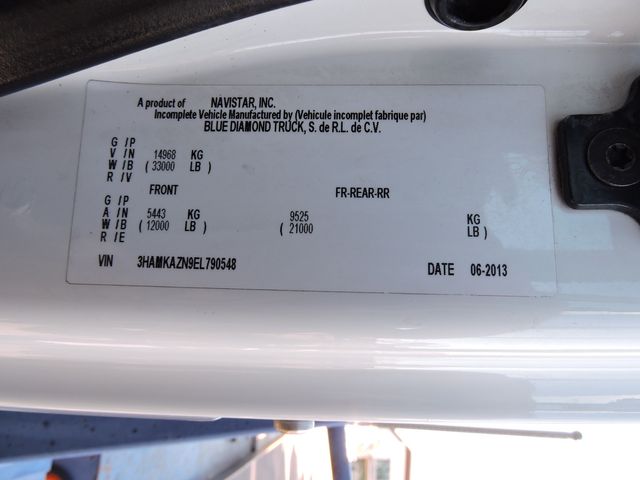 A product of NAVISTAR, INC.
Incomplete Vehicle Manufactured by (Vehicule incomplet fabrique par)
BLUE DIAMOND TRUCK, S. de R.L. de C.V.
G / P
V / N 14968 KG
W / B ( 33000 LB )
R / V
FRONT FR-REAR-RR
G / P
A / N 5443 KG 9525 KG
W / B ( 12000 LB ) ( 21000 LB )
R / E
VIN 3HAMKAZN9EL790548 DATE 06-2013